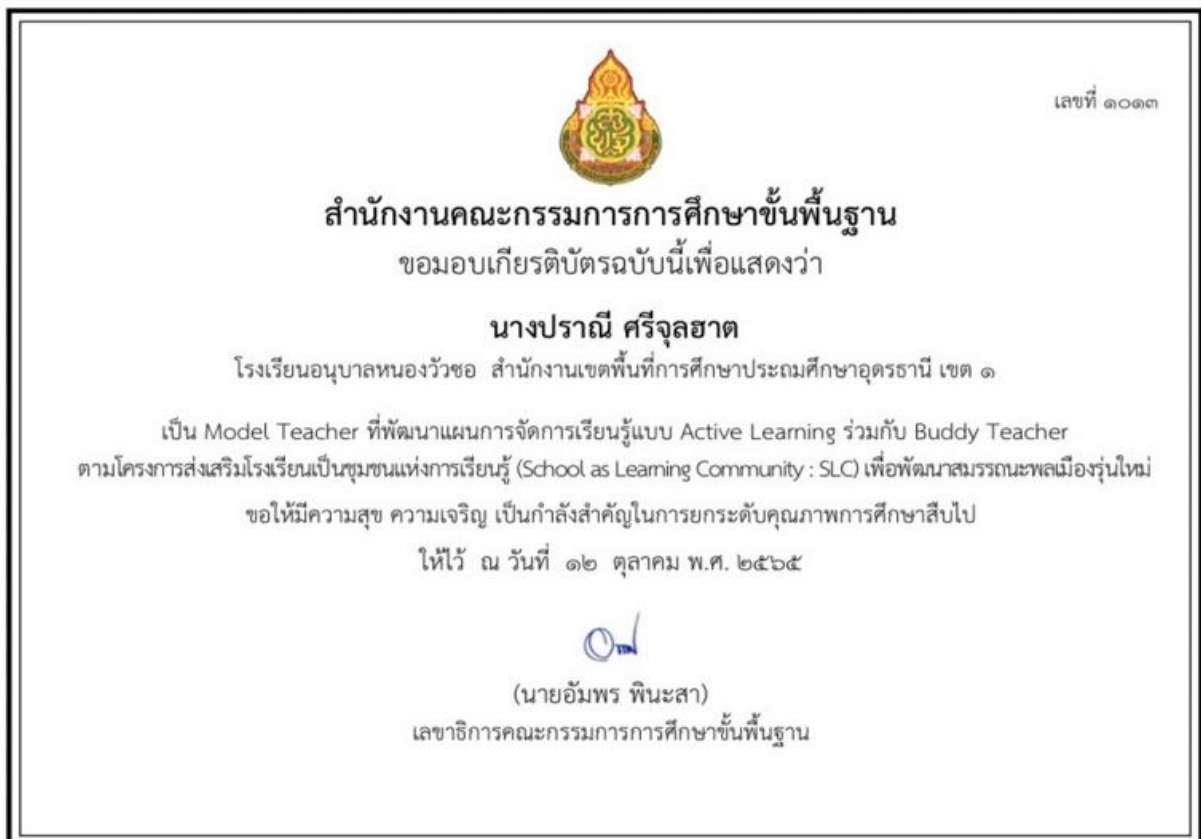 เลขที่ ๑๐๑๓
สำนักงานคณะกรรมการการศึกษาขั้นพื้นฐาน
ขอมอบเกียรติบัตรฉบับนี้เพื่อแสดงว่า
นางปราณี ศรีจุลฮาต
โรงเรียนอนุบาลหนองวัวซอ สำนักงานเขตพื้นที่การศึกษาประถมศึกษาอุดรธานี เขต ๑
เป็น Model Teacher ที่พัฒนาแผนการจัดการเรียนรู้แบบ Active Learning ร่วมกับ Buddy Teacher
ตามโครงการส่งเสริมโรงเรียนเป็นชุมชนแห่งการเรียนรู้ (School as Learning Community : SLC) เพื่อพัฒนาสมรรถนะพลเมืองรุ่นใหม่
ขอให้มีความสุข ความเจริญ เป็นกำลังสำคัญในการยกระดับคุณภาพการศึกษาสืบไป
ให้ไว้ ณ วันที่ ๑๒ ตุลาคม พ.ศ. ๒๕๖๕
(นายอัมพร พินะสา)
เลขาธิการคณะกรรมการการศึกษาขั้นพื้นฐาน